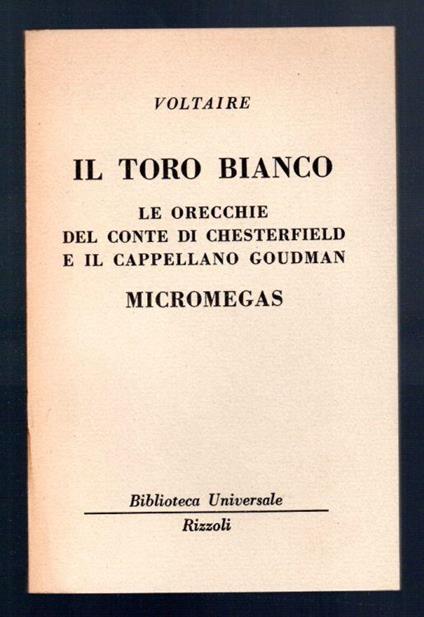 VOLTAIRE
IL TORO BIANCO
LE ORECCHIE
DEL CONTE DI CHESTERFIELD
E IL CAPPELLANO GOUDMAN
MICROMEGAS
Biblioteca Universale
Rizzoli